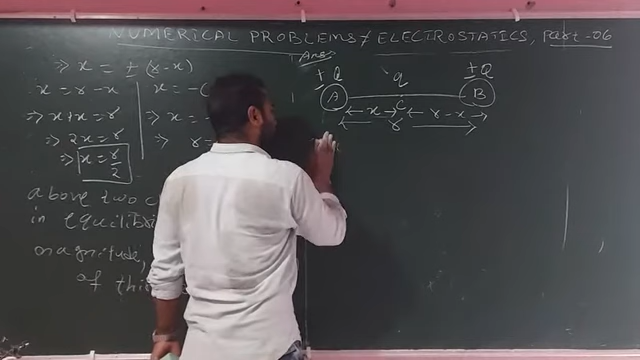 NUMERICAL PROBLEMS / ELECTROSTATICS, Part-06
⇒ x = ± (r-x)
x = r-x
x = -(
⇒ x+x = r
⇒ x = 
⇒ 2x = r
⇒ r
⇒ x = r/2
above two c
in equilibri
magnitude,
of thi
Ans:
+Q q +Q
A B
← x → C ← r-x →
← r →